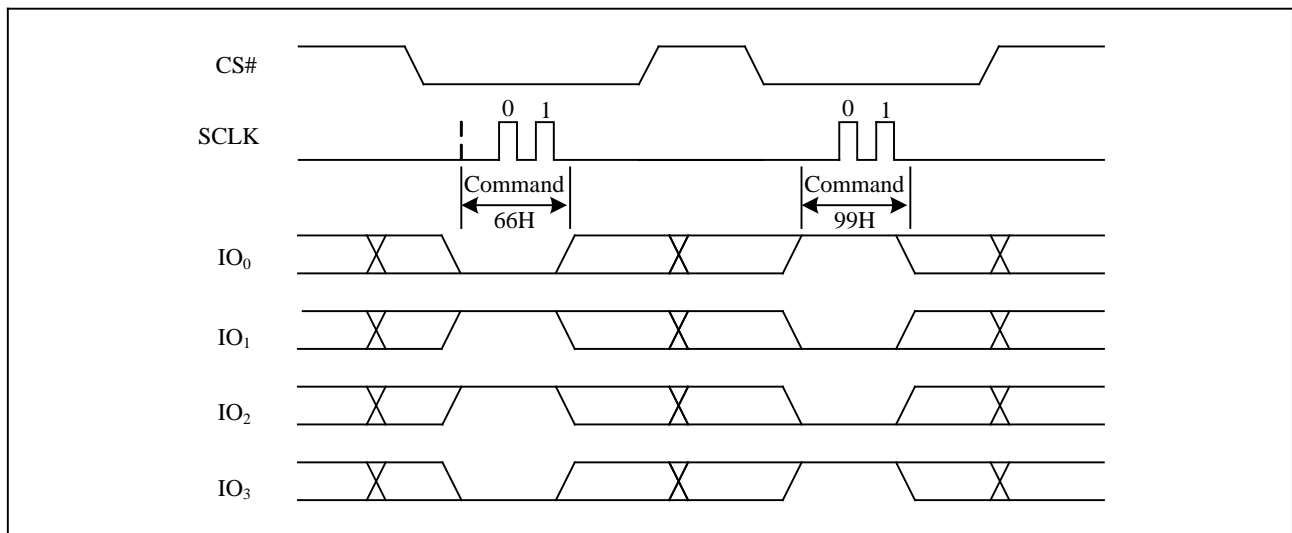 CS#
0 1 0 1
SCLK
Command Command
66H 99H
IO₀
IO₁
IO₂
IO₃